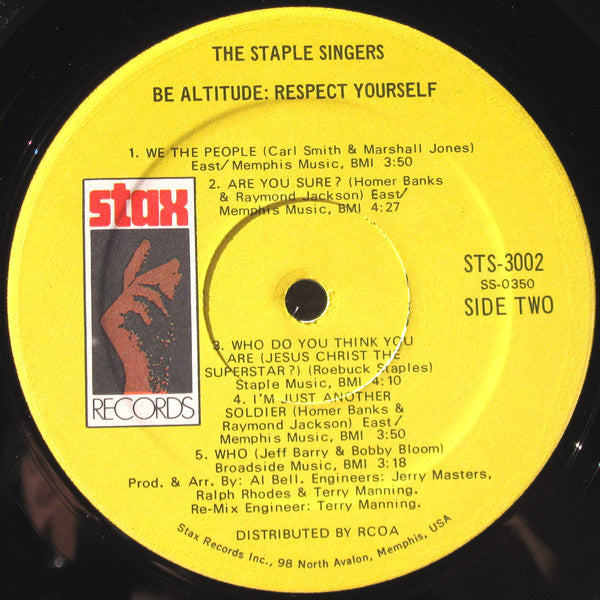 THE STAPLE SINGERS
BE ALTITUDE: RESPECT YOURSELF
1. WE THE PEOPLE (Carl Smith & Marshall Jones)
East/Memphis Music, BMI 3:50
2. ARE YOU SURE? (Homer Banks
& Raymond Jackson) East/
Memphis Music, BMI 4:27
stax
RECORDS
STS-3002
SS-0350
SIDE TWO
3. WHO DO YOU THINK YOU
ARE (JESUS CHRIST THE
SUPERSTAR?) (Roebuck Staples)
Staple Music, BMI 4:10
4. I'M JUST ANOTHER
SOLDIER (Homer Banks &
Raymond Jackson) East/
Memphis Music, BMI 3:50
5. WHO (Jeff Barry & Bobby Bloom)
Broadside Music, BMI 3:18
Prod. & Arr. By: Al Bell. Engineers: Jerry Masters,
Ralph Rhodes & Terry Manning.
Re-Mix Engineer: Terry Manning.
DISTRIBUTED BY RCOA
Stax Records Inc., 98 North Avalon, Memphis, USA